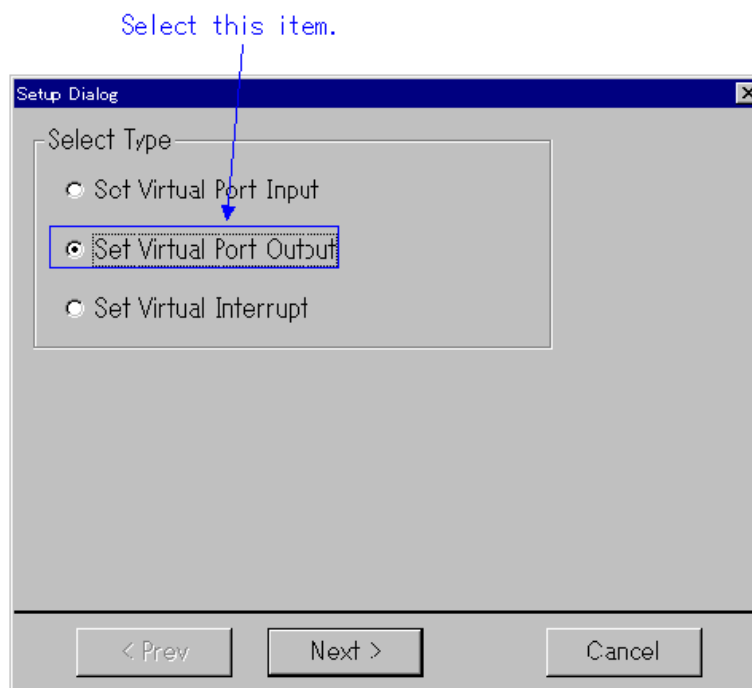 Select this item.
Setup Dialog
Select Type
Set Virtual Port Input
Set Virtual Port Output
Set Virtual Interrupt
< Prev Next > Cancel